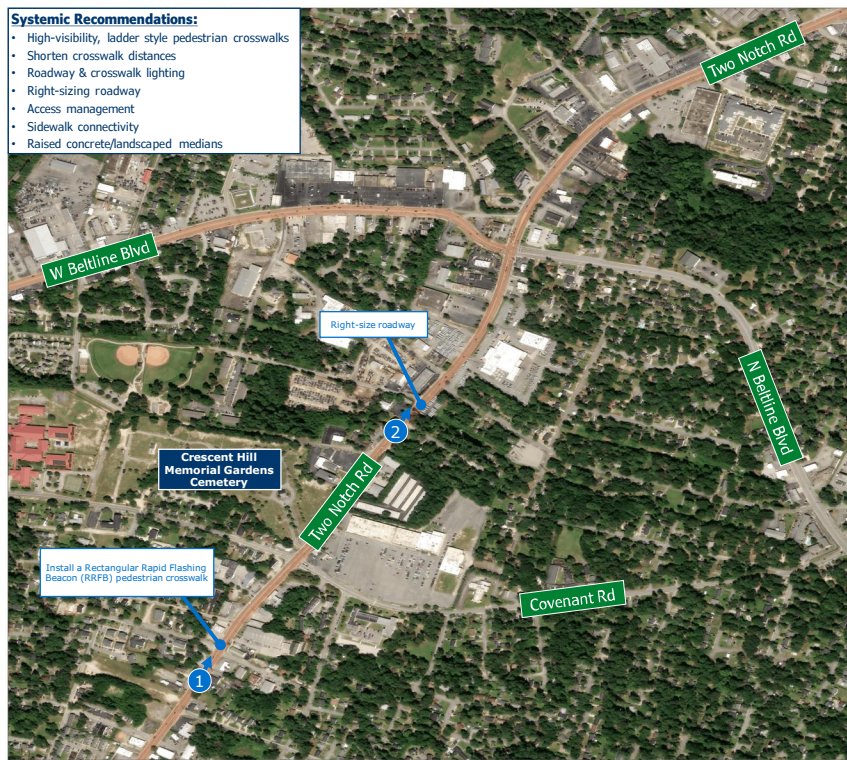 Systemic Recommendations:
• High-visibility, ladder style pedestrian crosswalks
• Shorten crosswalk distances
• Roadway & crosswalk lighting
• Right-sizing roadway
• Access management
• Sidewalk connectivity
• Raised concrete/landscaped medians
Two Notch Rd
W Beltline Blvd
Right-size roadway
N Beltline Blvd
2
Crescent Hill
Memorial Gardens
Cemetery
Two Notch Rd
Install a Rectangular Rapid Flashing
Beacon (RRFB) pedestrian crosswalk
Covenant Rd
1